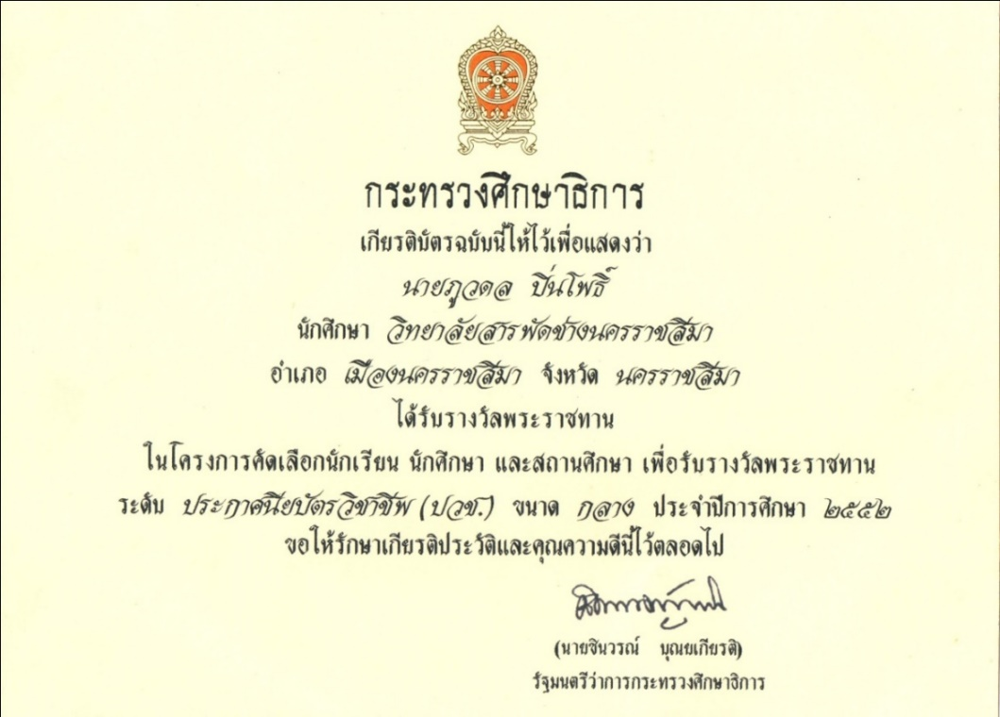 กระทรวงศึกษาธิการ
เกียรติบัตรฉบับนี้ให้ไว้เพื่อแสดงว่า
นายภูวดล ปิ่นโพธิ์
นักศึกษา วิทยาลัยสารพัดช่างนครราชสีมา
อำเภอ เมืองนครราชสีมา จังหวัด นครราชสีมา
ได้รับรางวัลพระราชทาน
ในโครงการคัดเลือกนักเรียน นักศึกษา และสถานศึกษา เพื่อรับรางวัลพระราชทาน
ระดับ ประกาศนียบัตรวิชาชีพ (ปวช.) ขนาด กลาง ประจำปีการศึกษา ๒๕๕๒
ขอให้รักษาเกียรติประวัติและคุณความดีนี้ไว้ตลอดไป
(นายชินวรณ์ บุณยเกียรติ)
รัฐมนตรีว่าการกระทรวงศึกษาธิการ